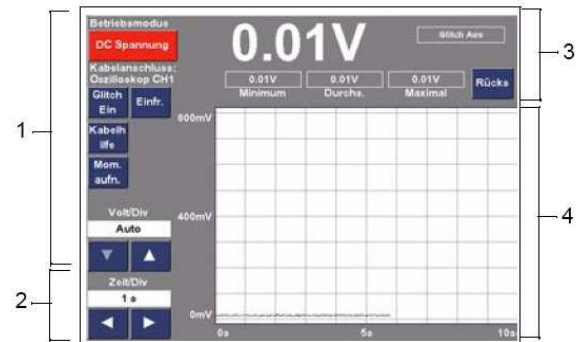 Betriebsmodus
DC Spannung
Kabelanschluss:
Oszilloskop CH1
Glitch
Ein
Einfr.
Kabelh
ilfe
Mom.
aufn.
Volt/Div
Auto
Zeit/Div
1 s
0.01V
Glitch Aus
0.01V
0.01V
0.01V
Minimum
Durchs.
Maximal
Rücks
800mV
400mV
0mV
0s
5s
10s
1
2
3
4